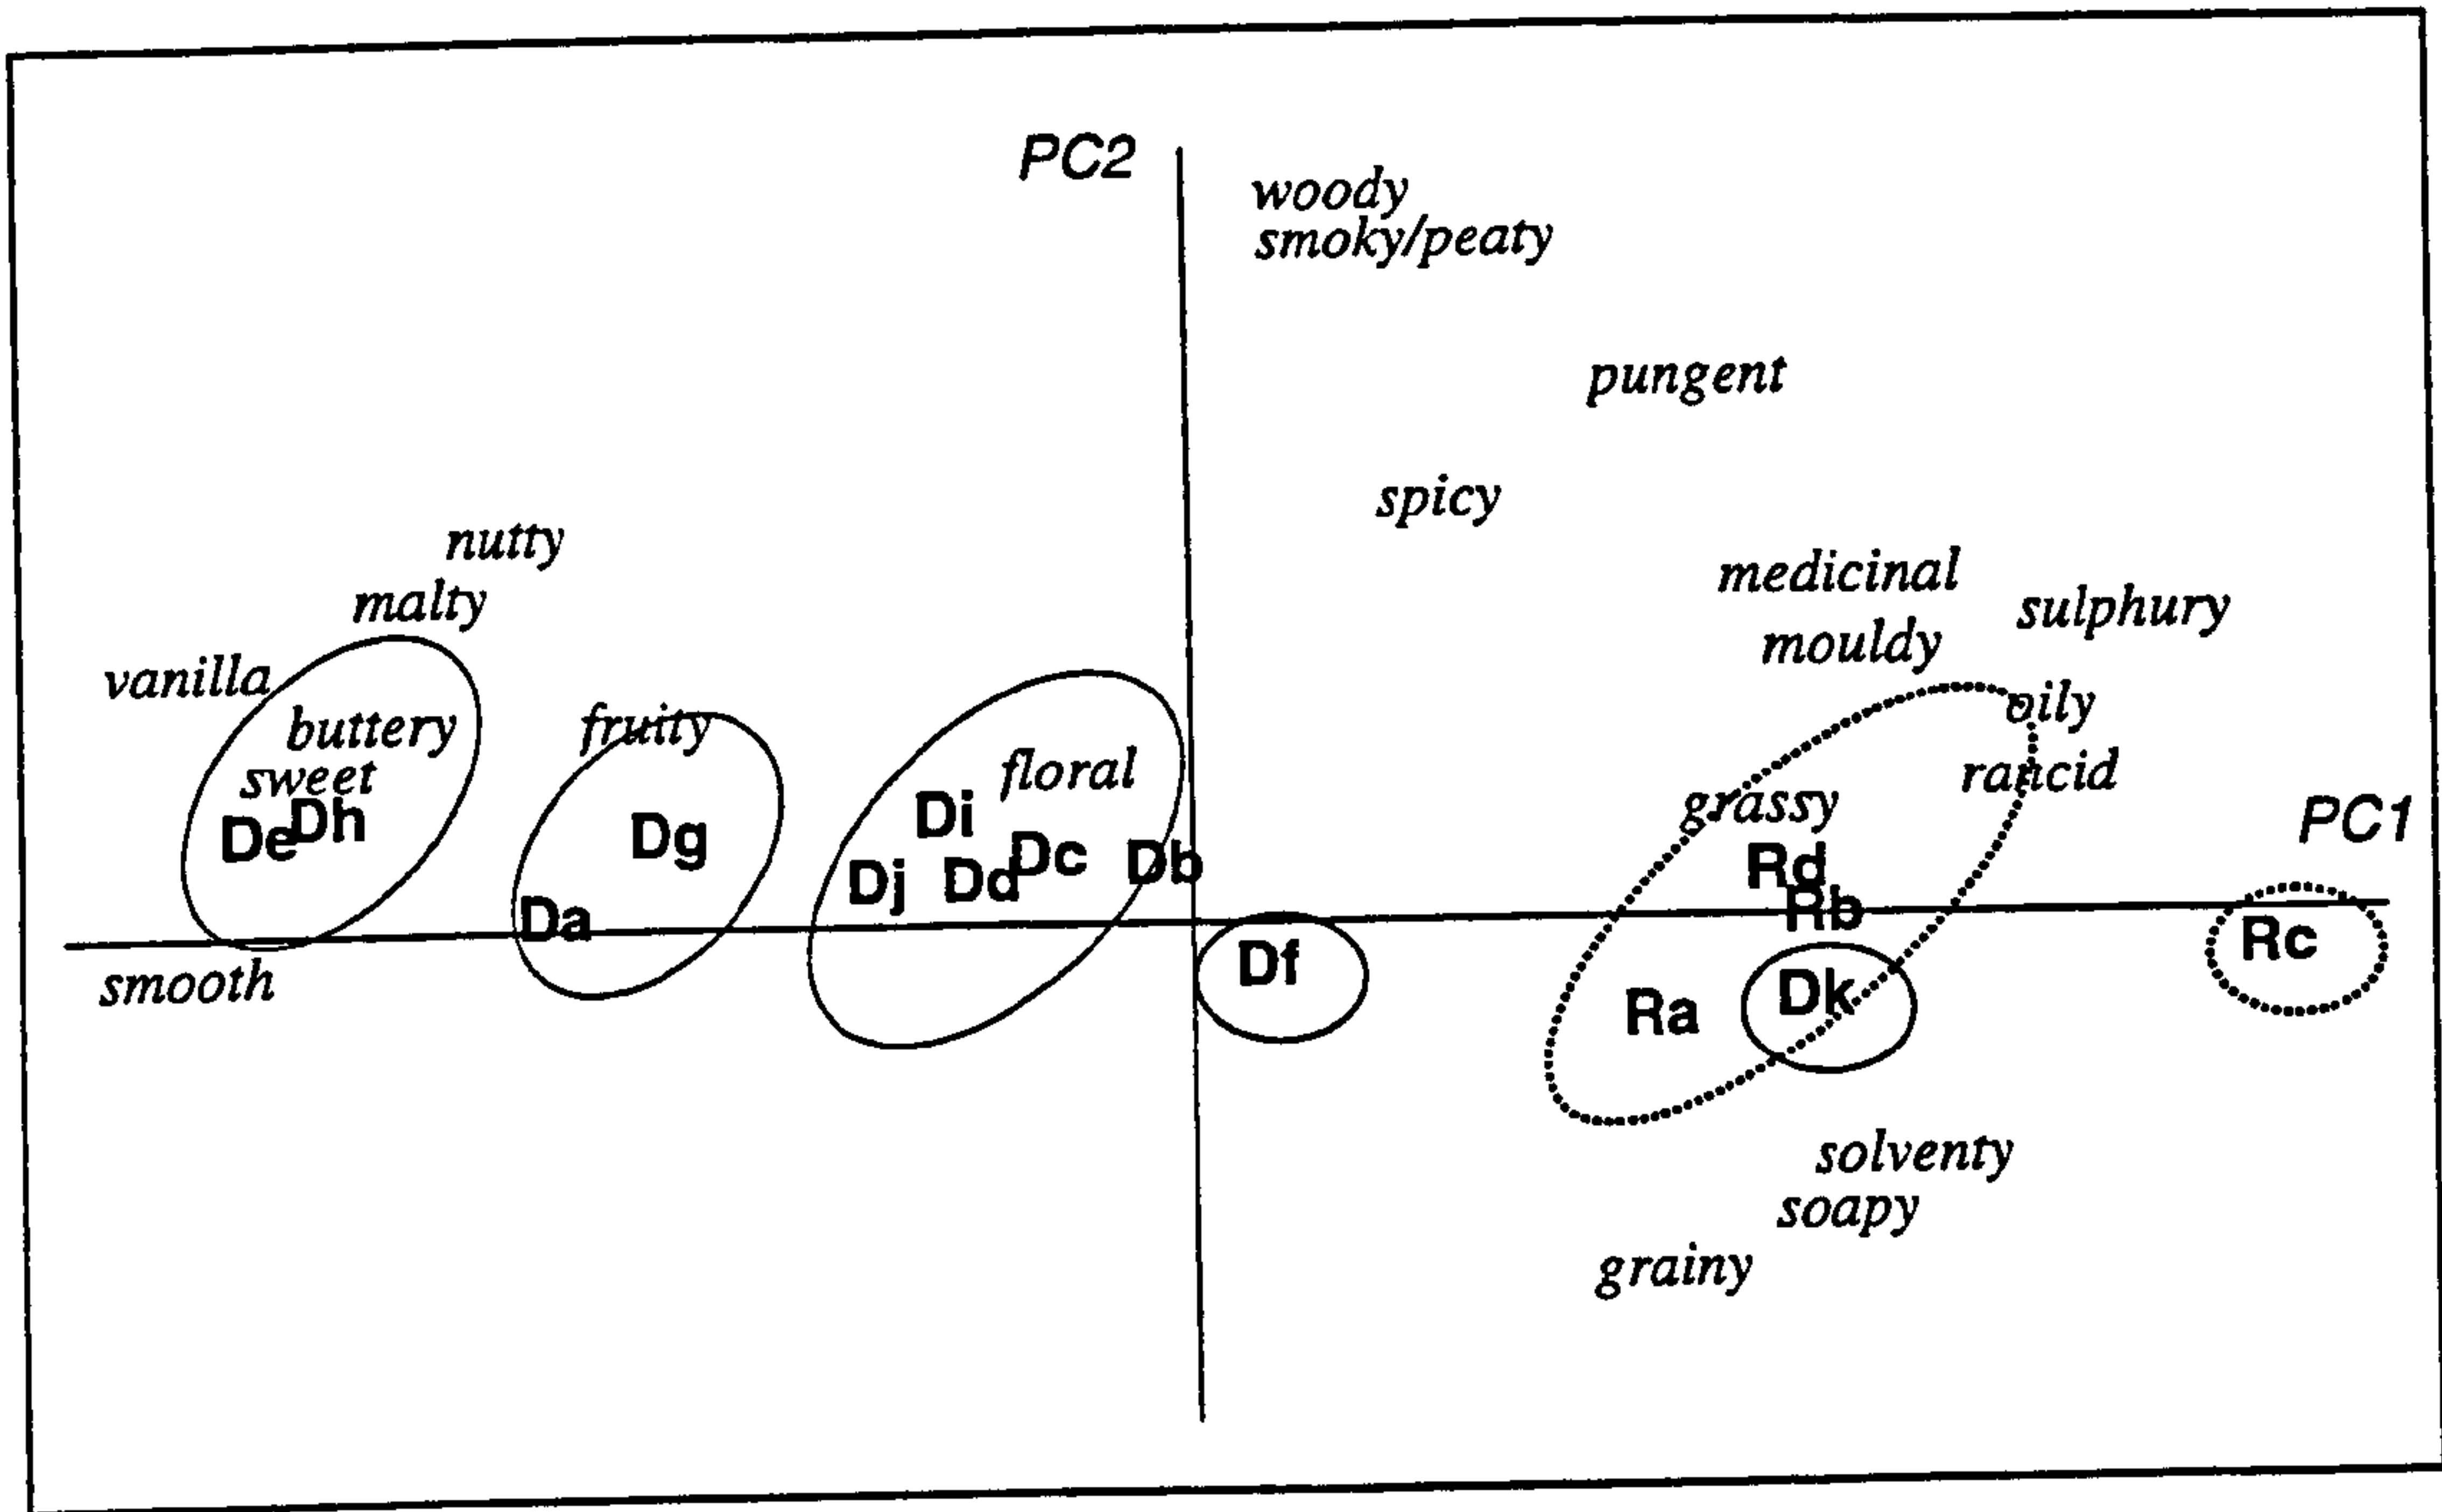 PC2
woody
smoky/peaty
pungent
spicy
nutty
malty
medicinal
sulphury
mouldy
vanilla
buttery
fruity
oily
sweet
floral
rancid
grassy
PC1
De
Dh
Dg
Di
Dj
Dd
Dc
Db
Rd
Rb
Da
Df
Rc
smooth
Ra
Dk
solventy
soapy
grainy